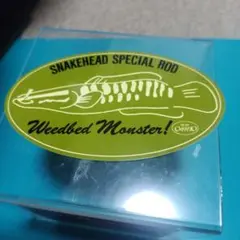 SNAKEHEAD SPECIAL ROD
Weedbed Monster!